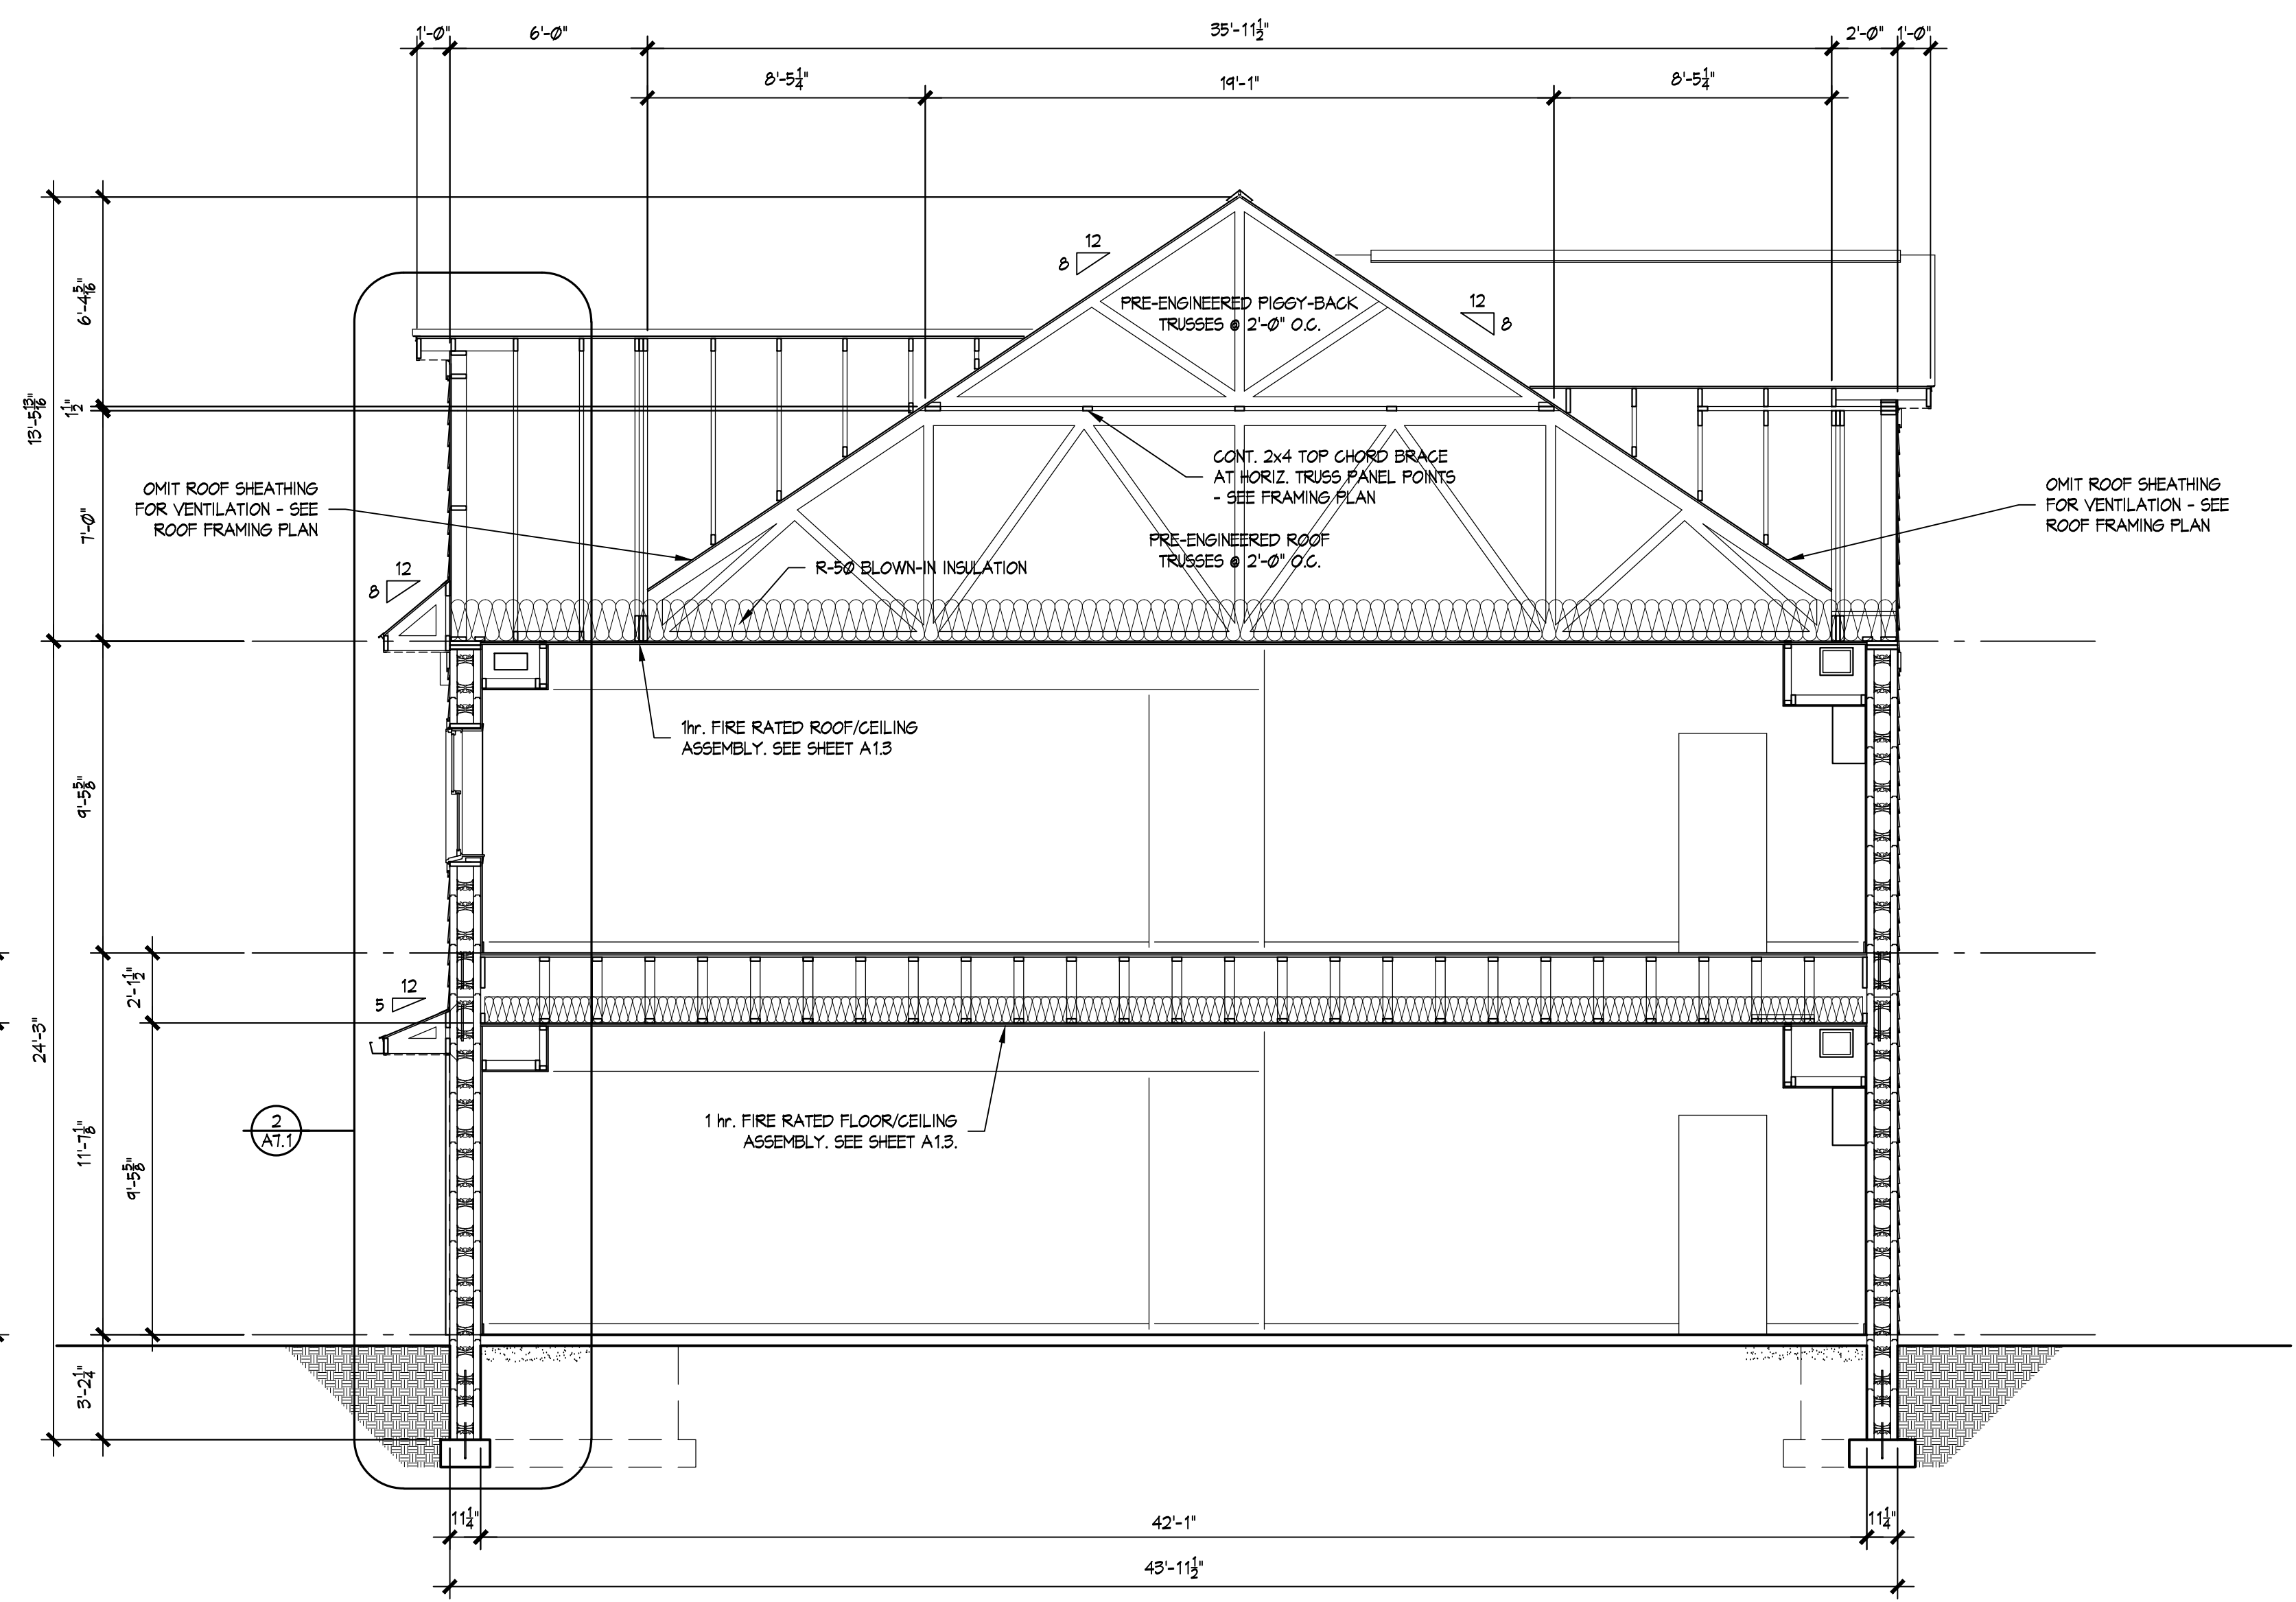 1'-0"
6'-0"
35'-11 1/2"
2'-0"
1'-0"
8'-5 1/4"
19'-1"
8'-5 1/4"
12
8
PRE-ENGINEERED PIGGY-BACK
TRUSSES @ 2'-0" O.C.
12
8
6'-4 5/16"
13'-5 13/16"
1 1/2"
7'-0"
CONT. 2x4 TOP CHORD BRACE
AT HORIZ. TRUSS PANEL POINTS
- SEE FRAMING PLAN
OMIT ROOF SHEATHING
FOR VENTILATION - SEE
ROOF FRAMING PLAN
OMIT ROOF SHEATHING
FOR VENTILATION - SEE
ROOF FRAMING PLAN
PRE-ENGINEERED ROOF
TRUSSES @ 2'-0" O.C.
R-50 BLOWN-IN INSULATION
12
8
1hr. FIRE RATED ROOF/CEILING
ASSEMBLY. SEE SHEET A1.3
9'-5 5/8"
2'-1 1/2"
12
5
24'-3"
11'-7 1/8"
9'-5 5/8"
2
A7.1
1 hr. FIRE RATED FLOOR/CEILING
ASSEMBLY. SEE SHEET A1.3.
3'-2 1/4"
11 1/4"
42'-1"
11 1/4"
43'-11 1/2"